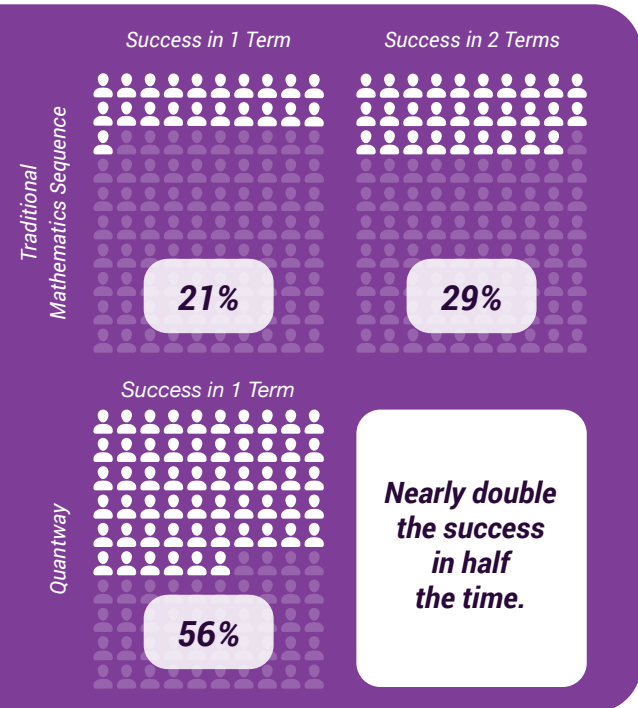 Success in 1 Term
Success in 2 Terms
Traditional
Mathematics Sequence
21%
29%
Success in 1 Term
Quantway
56%
Nearly double
the success
in half
the time.